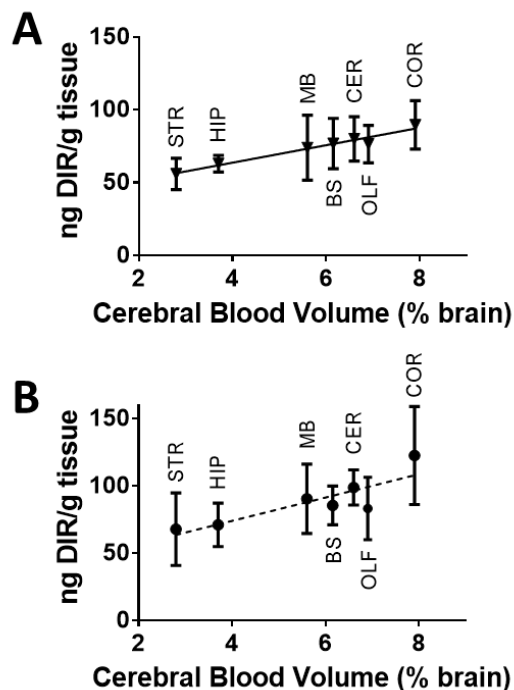 A
150
100
50
0
ng DIR/g tissue
STR
HIP
MB
BS
CER
OLF
COR
2 4 6 8
Cerebral Blood Volume (% brain)
B
150
100
50
0
ng DIR/g tissue
STR
HIP
MB
BS
CER
OLF
COR
2 4 6 8
Cerebral Blood Volume (% brain)